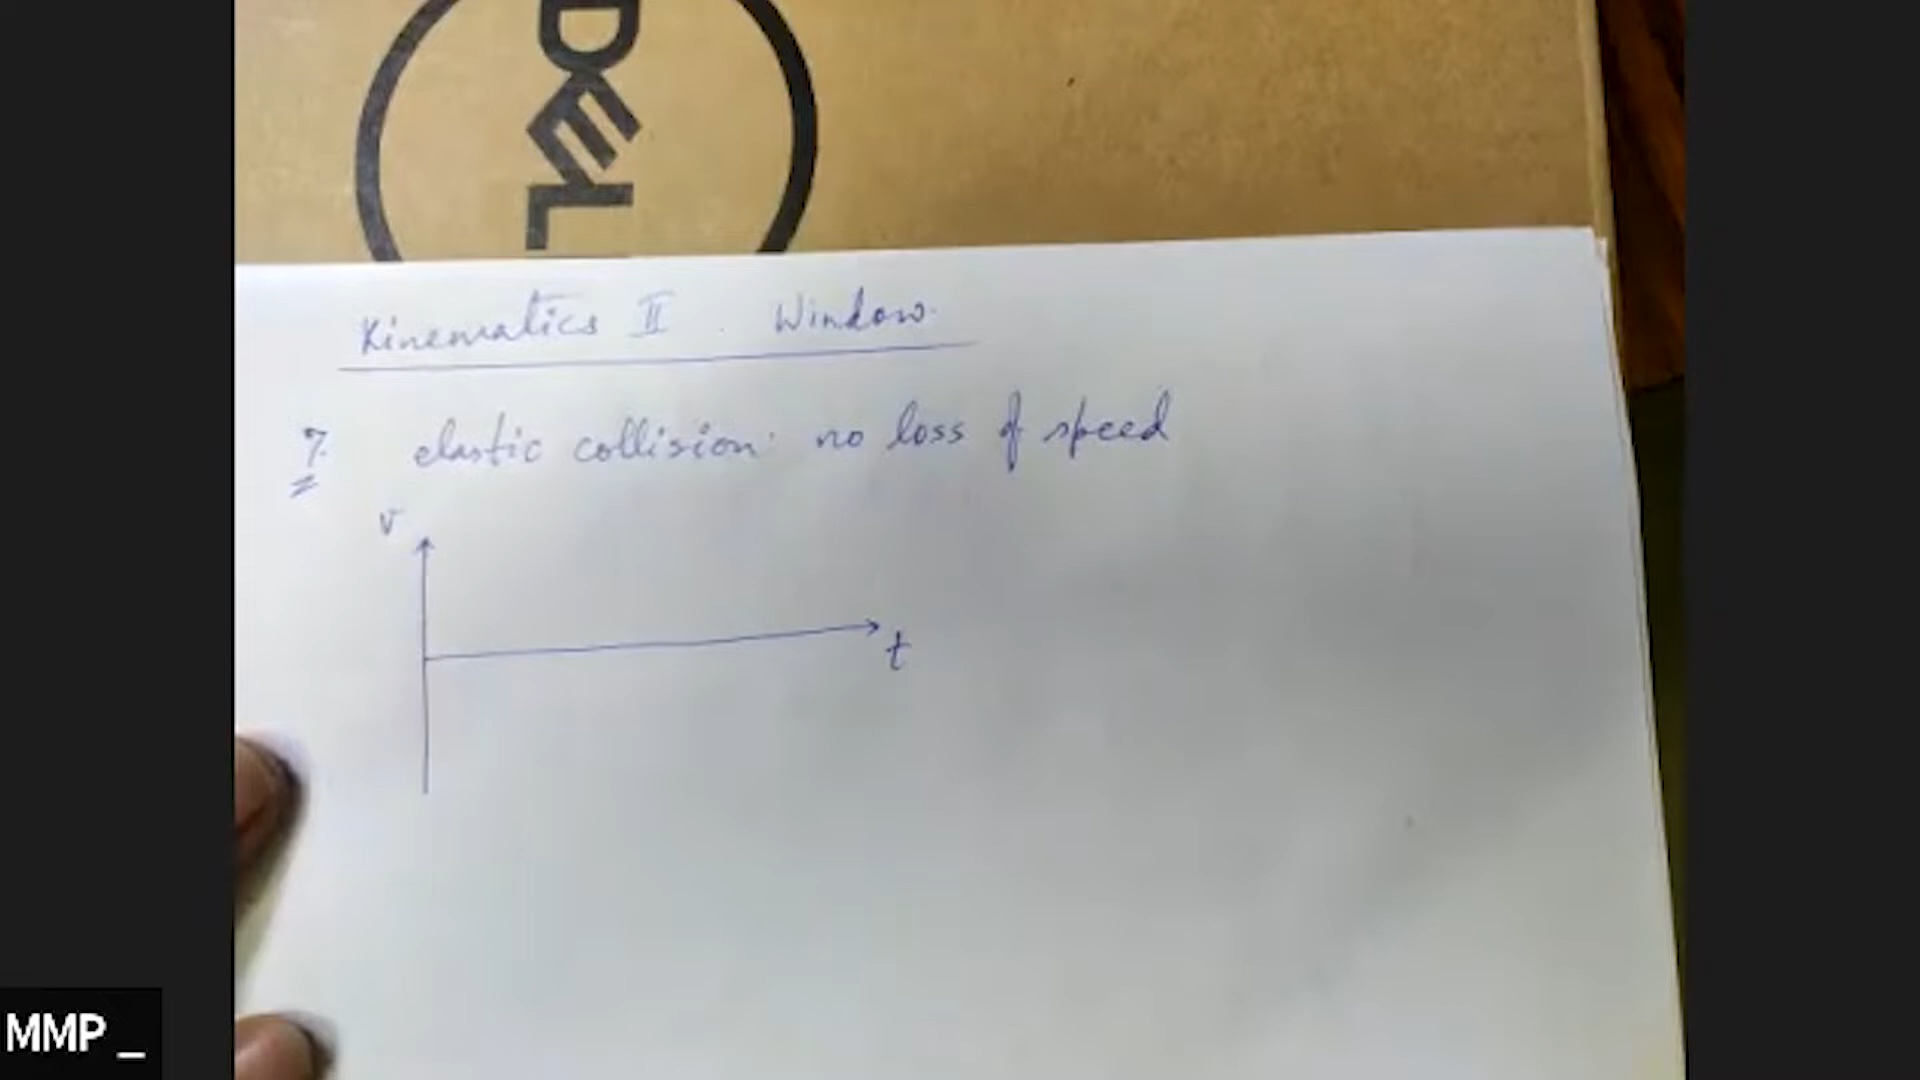 DELL
Kinematics II . Window.
7. elastic collision: no loss of speed
v
t
MMP _